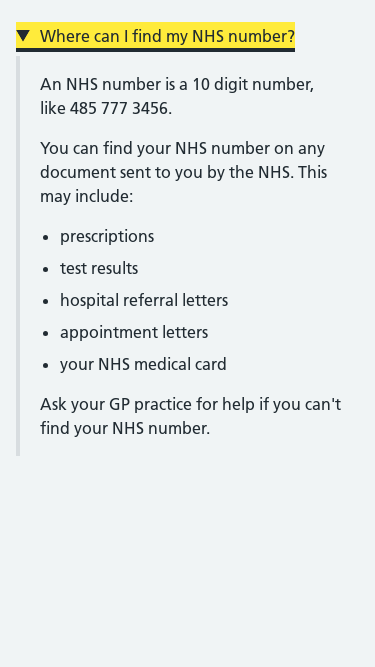 Where can I find my NHS number?
An NHS number is a 10 digit number,
like 485 777 3456.
You can find your NHS number on any
document sent to you by the NHS. This
may include:
prescriptions
test results
hospital referral letters
appointment letters
your NHS medical card
Ask your GP practice for help if you can't
find your NHS number.